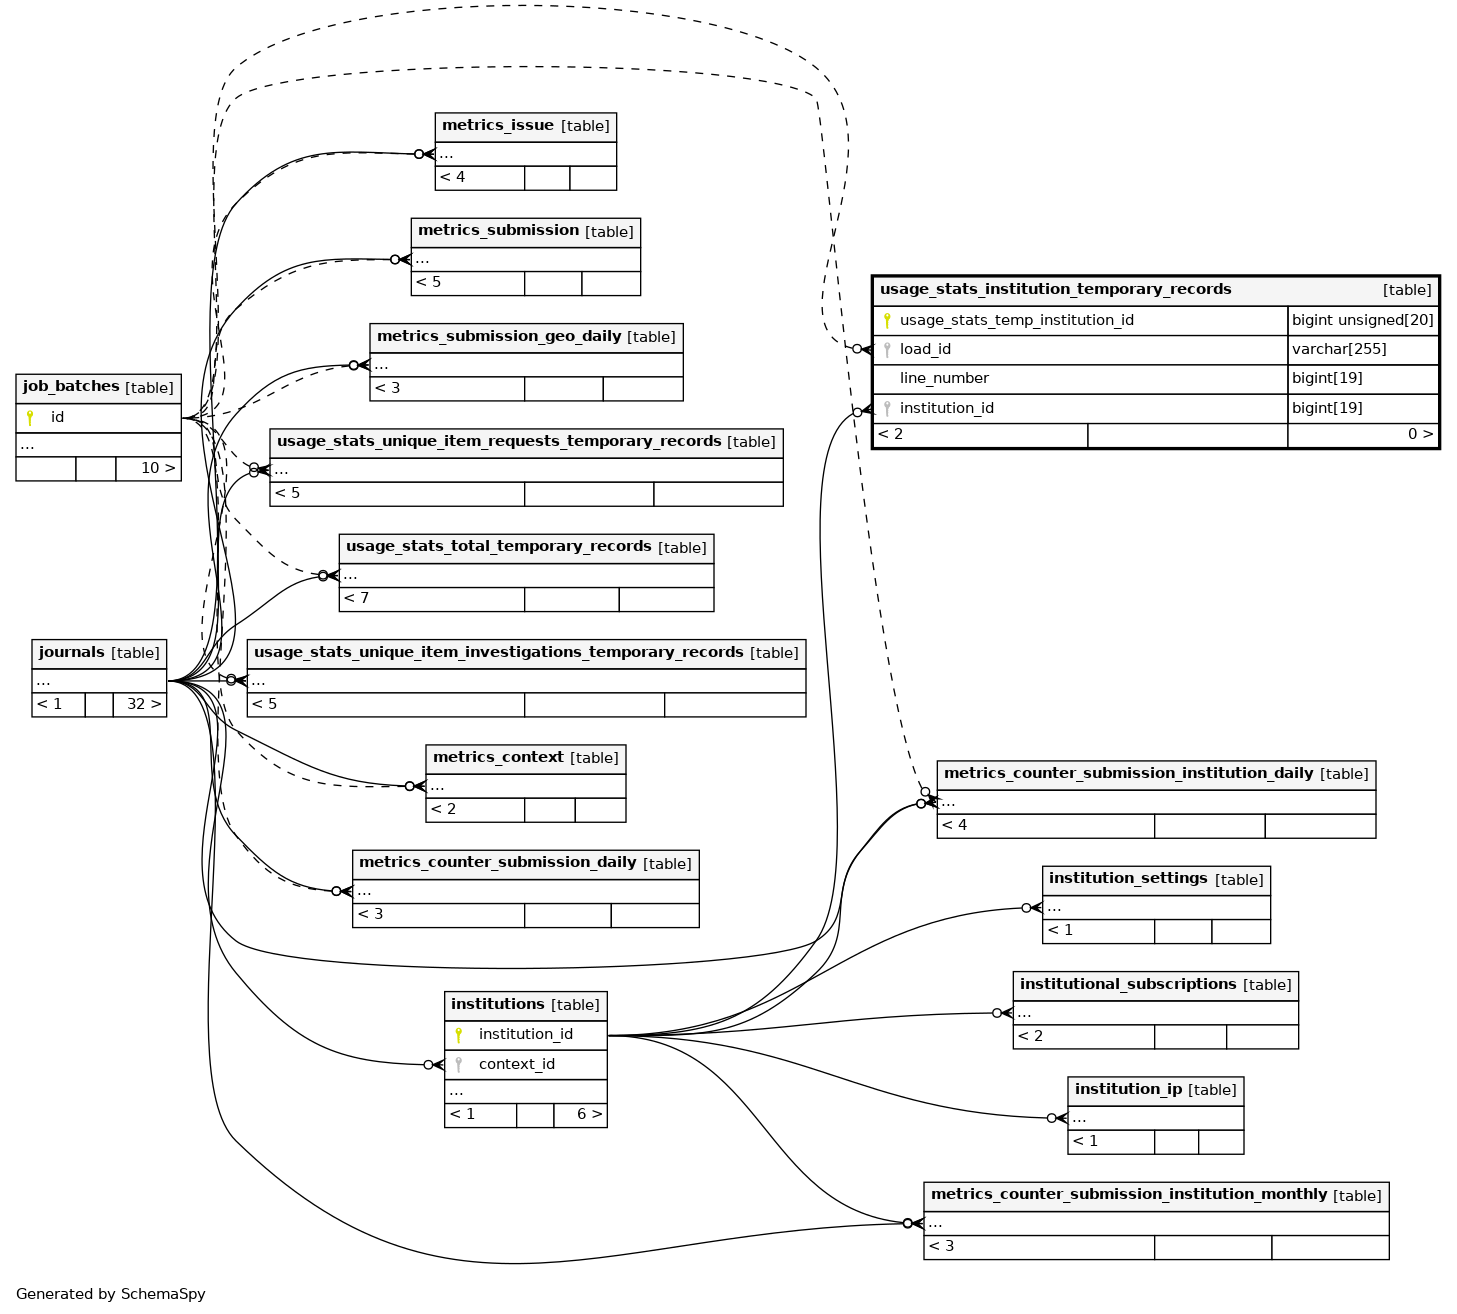 metrics_issue [table]
...
< 4
metrics_submission [table]
...
< 5
metrics_submission_geo_daily [table]
...
< 3
usage_stats_institution_temporary_records [table]
usage_stats_temp_institution_id bigint unsigned[20]
load_id varchar[255]
line_number bigint[19]
institution_id bigint[19]
< 2 0 >
job_batches [table]
id
...
10 >
usage_stats_unique_item_requests_temporary_records [table]
...
< 5
usage_stats_total_temporary_records [table]
...
< 7
journals [table]
...
< 1 32 >
usage_stats_unique_item_investigations_temporary_records [table]
...
< 5
metrics_context [table]
...
< 2
metrics_counter_submission_institution_daily [table]
...
< 4
metrics_counter_submission_daily [table]
...
< 3
institution_settings [table]
...
< 1
institutions [table]
institution_id
context_id
...
< 1 6 >
institutional_subscriptions [table]
...
< 2
institution_ip [table]
...
< 1
metrics_counter_submission_institution_monthly [table]
...
< 3
Generated by SchemaSpy